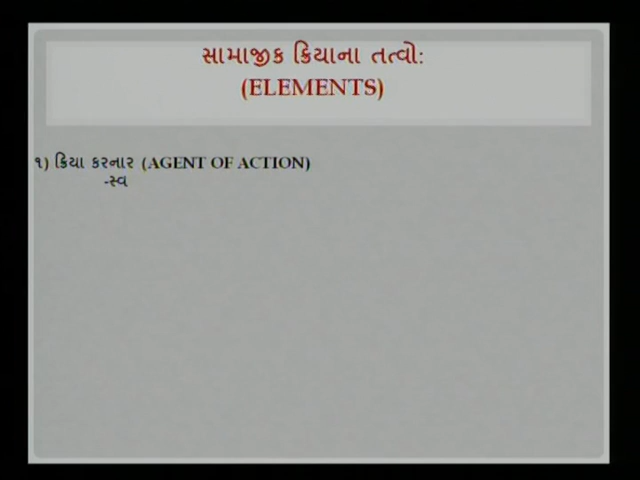 સામાજીક ક્રિયાના તત્વો:
(ELEMENTS)
૧) ક્રિયા કરનાર (AGENT OF ACTION)
-સ્વ